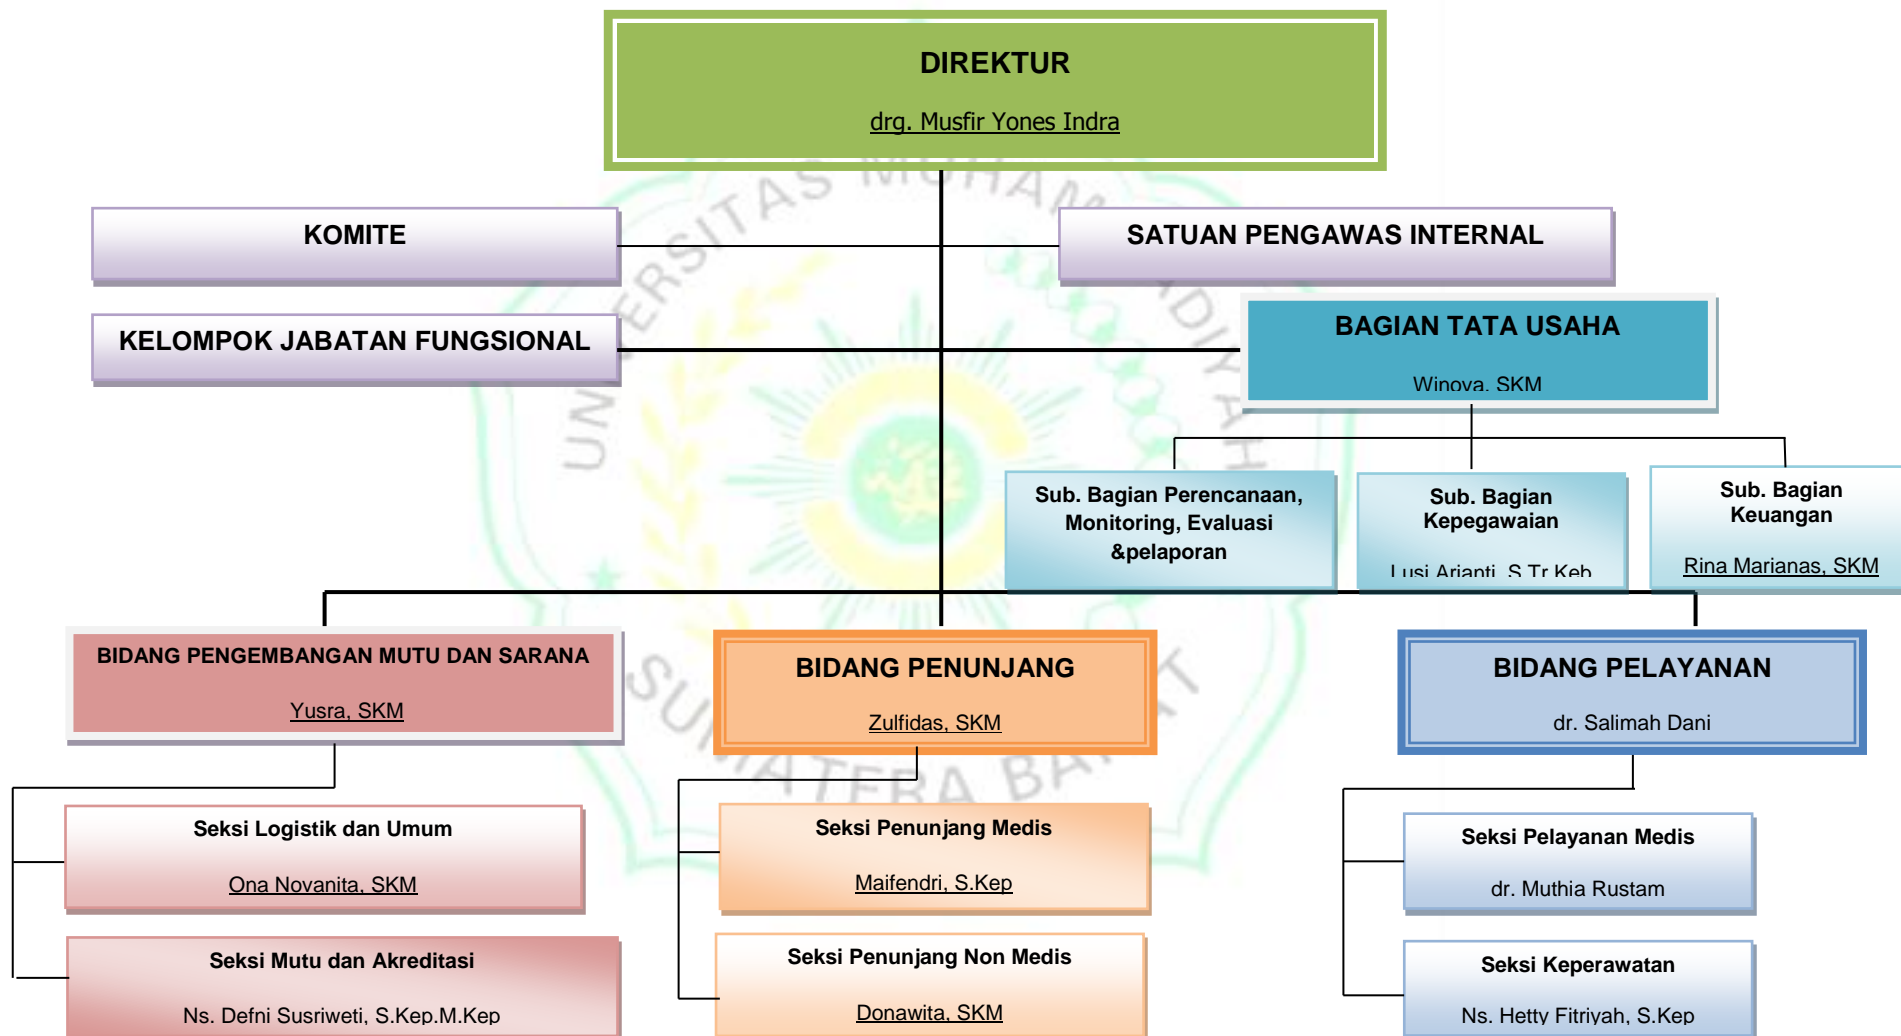 DIREKTUR
drg. Musfir Yones Indra
KOMITE
SATUAN PENGAWAS INTERNAL
KELOMPOK JABATAN FUNGSIONAL
BAGIAN TATA USAHA
Winova, SKM
Sub. Bagian Perencanaan,
Monitoring, Evaluasi
&pelaporan
Sub. Bagian
Kepegawaian
Lusi Arianti, S.Tr.Keb
Sub. Bagian
Keuangan
Rina Marianas, SKM
BIDANG PENGEMBANGAN MUTU DAN SARANA
Yusra, SKM
BIDANG PENUNJANG
Zulfidas, SKM
BIDANG PELAYANAN
dr. Salimah Dani
Seksi Logistik dan Umum
Ona Novanita, SKM
Seksi Penunjang Medis
Maifendri, S.Kep
Seksi Pelayanan Medis
dr. Muthia Rustam
Seksi Mutu dan Akreditasi
Ns. Defni Susriweti, S.Kep.M.Kep
Seksi Penunjang Non Medis
Donawita, SKM
Seksi Keperawatan
Ns. Hetty Fitriyah, S.Kep
UNIVERSITAS MUHAMMADIYAH
SUMATERA BARAT